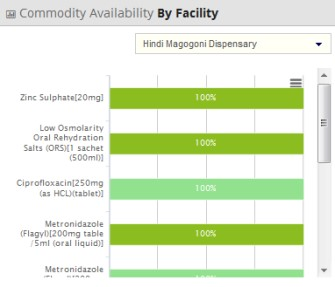 Commodity Availability By Facility
Hindi Magogoni Dispensary
Zinc Sulphate[20mg]
100%
Low Osmolarity
Oral Rehydration
Salts (ORS)[1 sachet
(500ml)]
100%
Ciprofloxacin[250mg
(as HCL)(tablet)]
100%
Metronidazole
(Flagyl)[200mg table
/5ml (oral liquid)]
100%
Metronidazole
100%